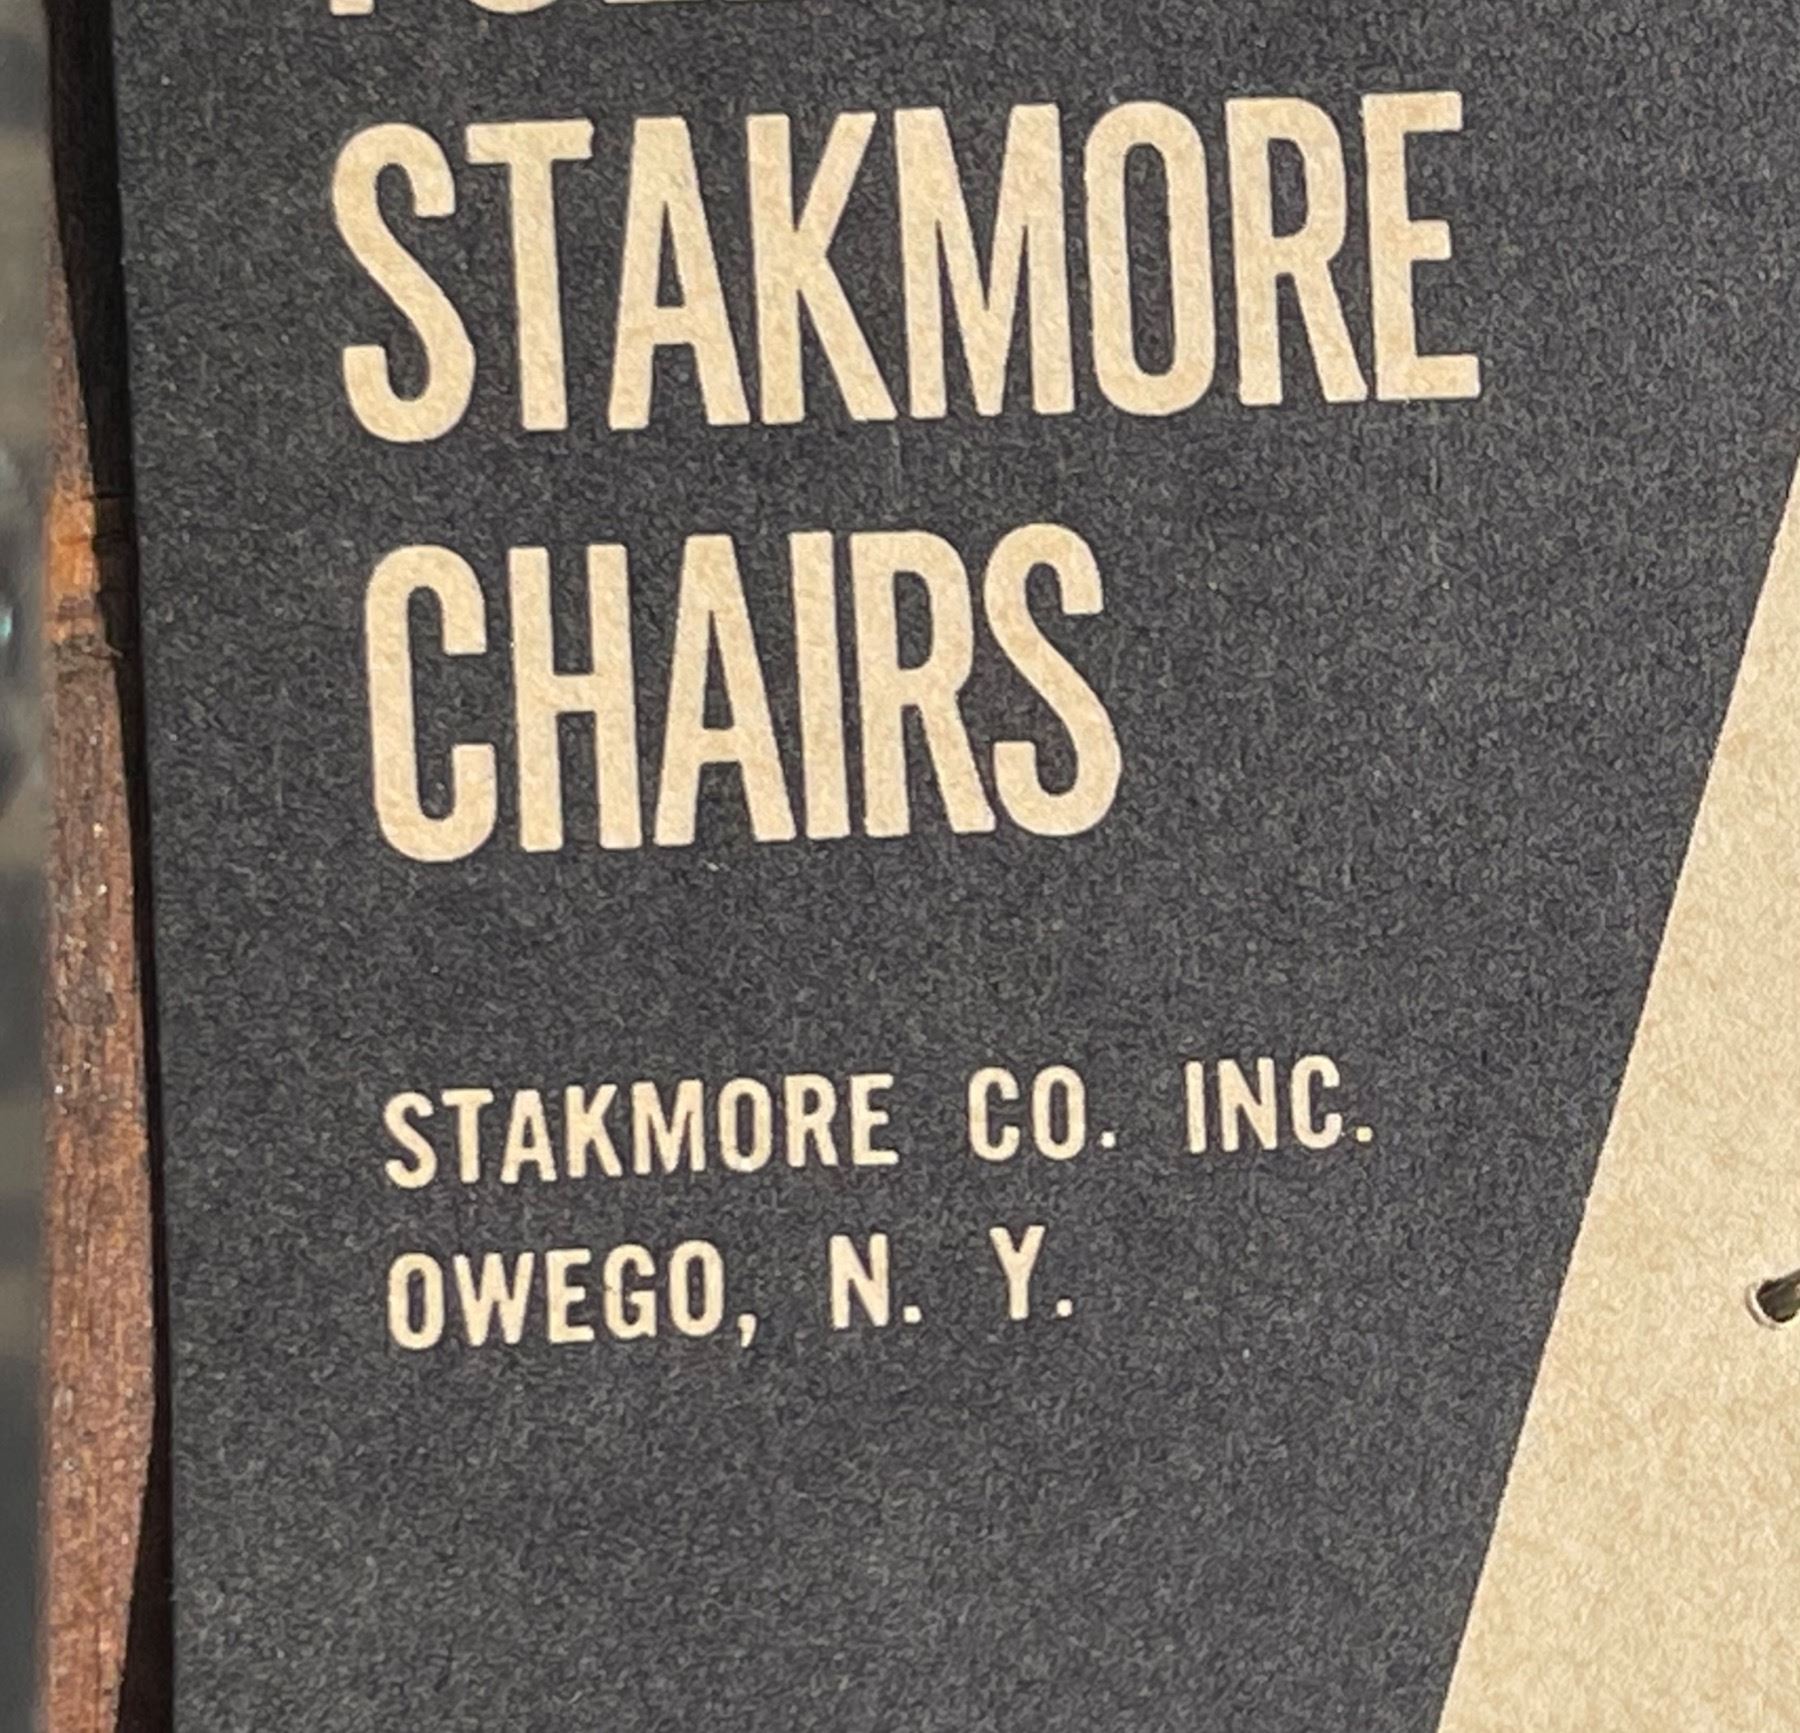 STAKMORE
CHAIRS
STAKMORE CO. INC.
OWEGO, N. Y.